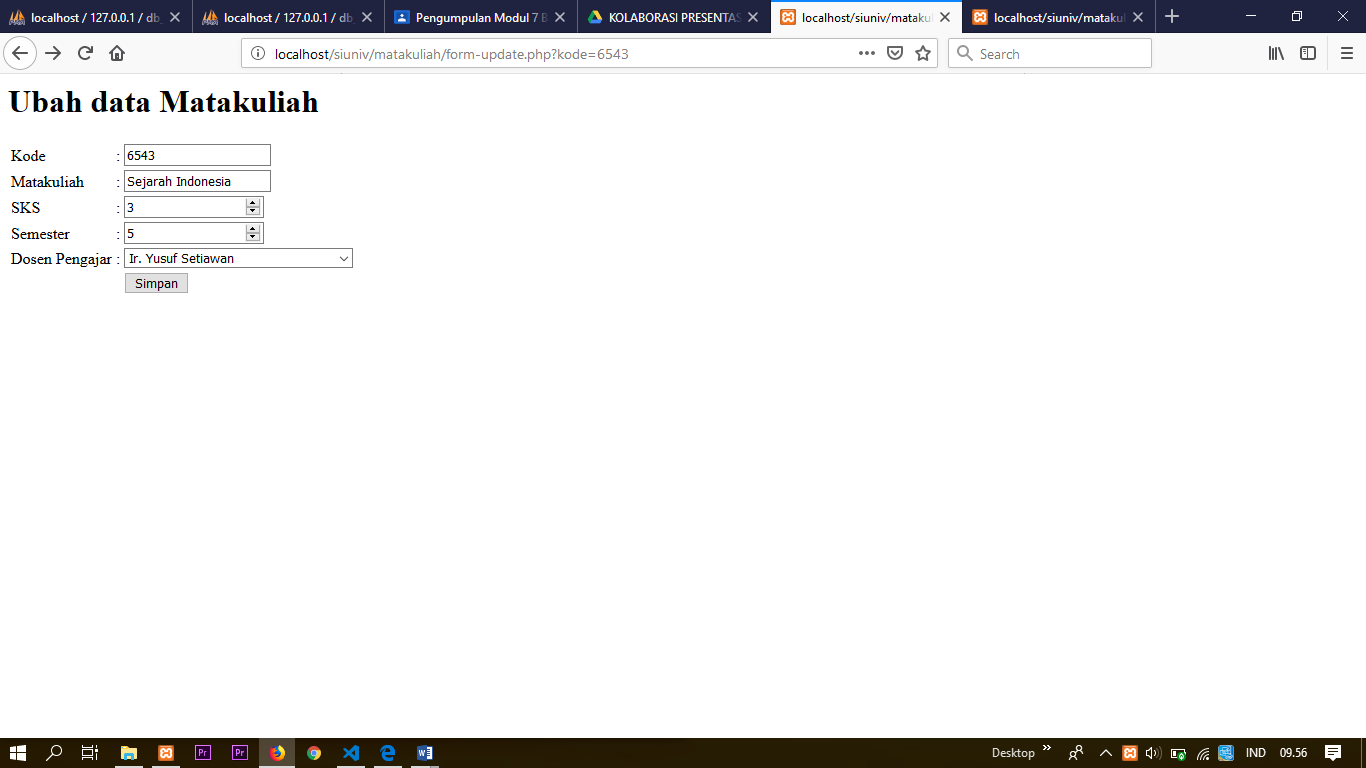 localhost / 127.0.0.1 / db_
localhost / 127.0.0.1 / db_
Pengumpulan Modul 7 B
KOLABORASI PRESENTAS
localhost/siuniv/matakul
localhost/siuniv/matakul
localhost/siuniv/matakuliah/form-update.php?kode=6543
Search
Ubah data Matakuliah
Kode : 6543
Matakuliah : Sejarah Indonesia
SKS : 3
Semester : 5
Dosen Pengajar : Ir. Yusuf Setiawan
Simpan
Desktop
IND
09.56